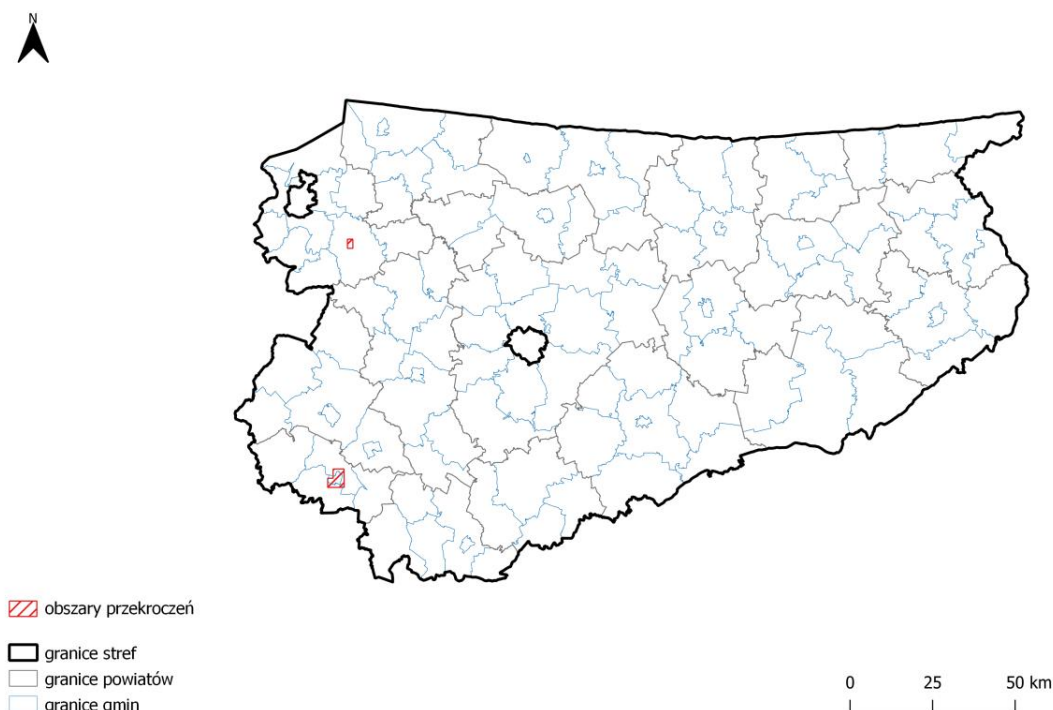 N
obszary przekroczeń
granice stref
granice powiatów
granice gmin
0 25 50 km